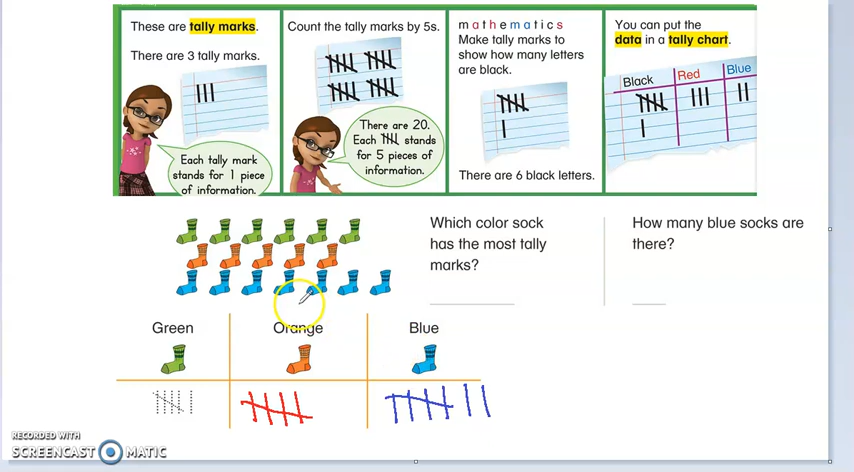 These are tally marks.
There are 3 tally marks.
Each tally mark
stands for 1 piece
of information.
Count the tally marks by 5s.
There are 20.
Each 𝍸 stands
for 5 pieces of
information.
mathematics
Make tally marks to
show how many letters
are black.
There are 6 black letters.
You can put the
data in a tally chart.
Black Red Blue
Which color sock
has the most tally
marks?
How many blue socks are
there?
Green Orange Blue
RECORDED WITH
SCREENCAST MATIC